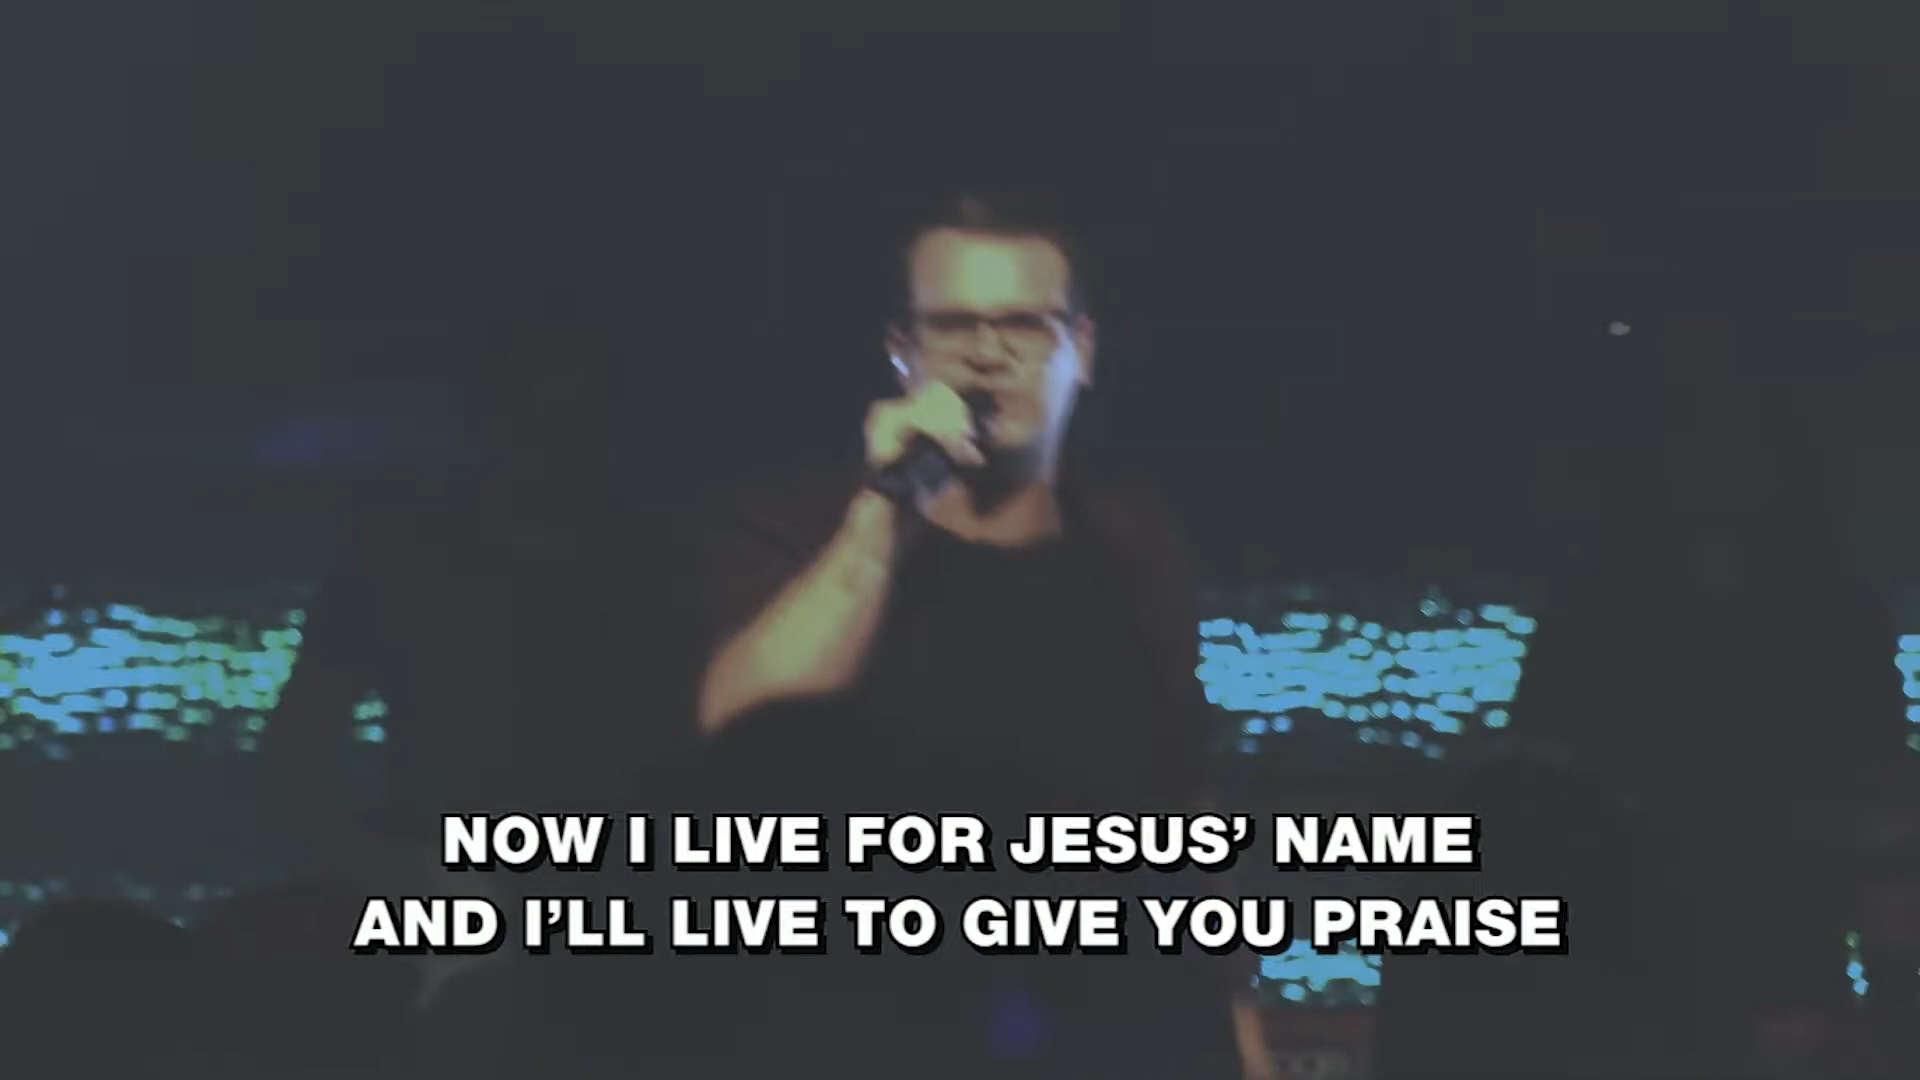 NOW I LIVE FOR JESUS’ NAME
AND I’LL LIVE TO GIVE YOU PRAISE